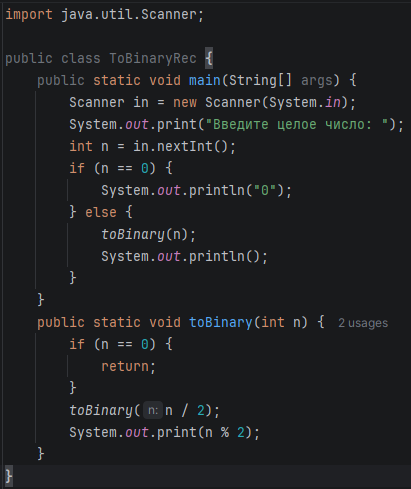 import java.util.Scanner;
public class ToBinaryRec {
    public static void main(String[] args) {
        Scanner in = new Scanner(System.in);
        System.out.print("Введите целое число: ");
        int n = in.nextInt();
        if (n == 0) {
            System.out.println("0");
        } else {
            toBinary(n);
            System.out.println();
        }
    }
    public static void toBinary(int n) { 2 usages
        if (n == 0) {
            return;
        }
        toBinary( n: n / 2);
        System.out.print(n % 2);
    }
}